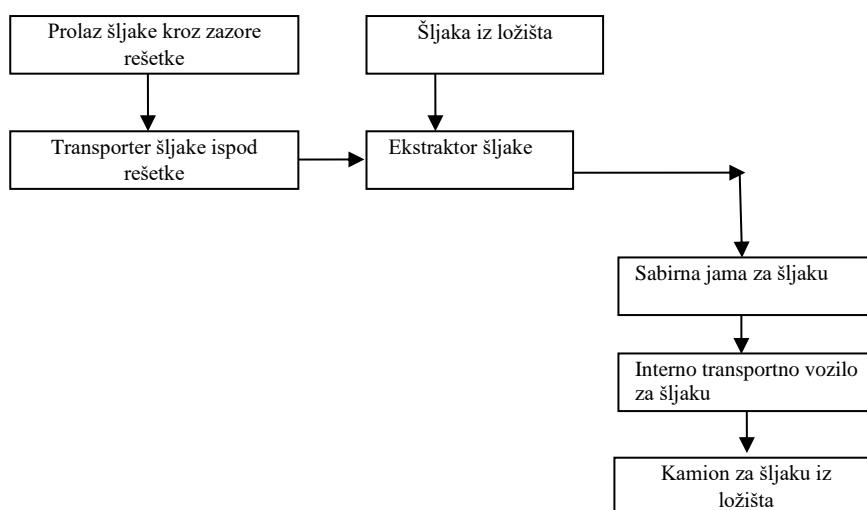 Prolaz šljake kroz zazore
rešetke
Šljaka iz ložišta
Transporter šljake ispod
rešetke
Ekstraktor šljake
Sabirna jama za šljaku
Interno transportno vozilo
za šljaku
Kamion za šljaku iz
ložišta